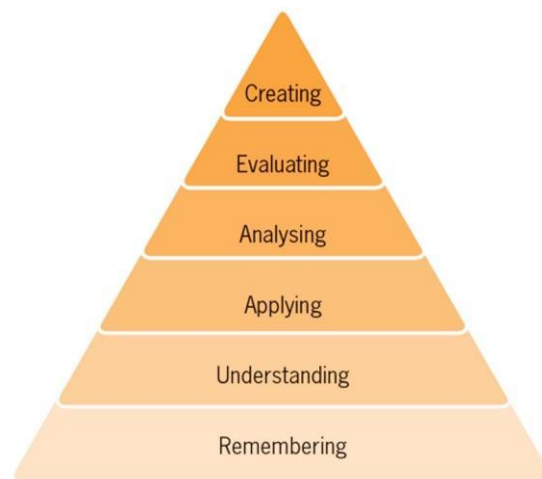 Creating
Evaluating
Analysing
Applying
Understanding
Remembering